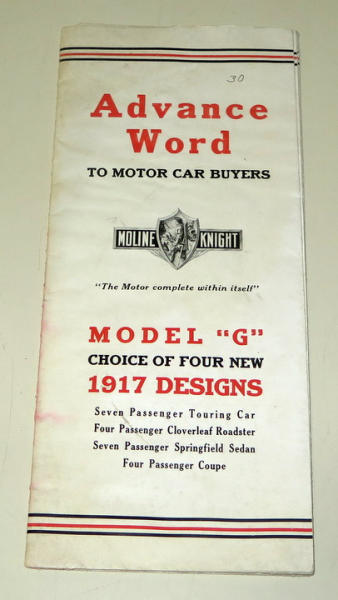 30
Advance
Word
TO MOTOR CAR BUYERS
MOLINE KNIGHT
"The Motor complete within itself"
MODEL "G"
CHOICE OF FOUR NEW
1917 DESIGNS
Seven Passenger Touring Car
Four Passenger Cloverleaf Roadster
Seven Passenger Springfield Sedan
Four Passenger Coupe